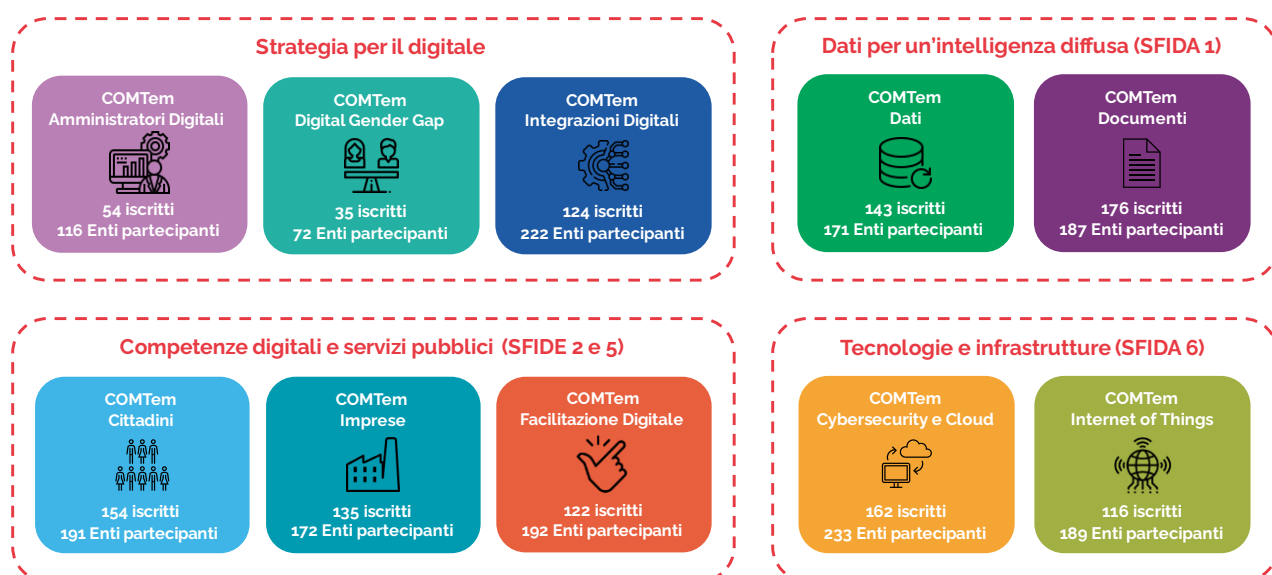 Strategia per il digitale
COMTem
Amministratori Digitali
54 iscritti
116 Enti partecipanti
COMTem
Digital Gender Gap
35 iscritti
72 Enti partecipanti
COMTem
Integrazioni Digitali
124 iscritti
222 Enti partecipanti
Dati per un'intelligenza diffusa (SFIDA 1)
COMTem
Dati
143 iscritti
171 Enti partecipanti
COMTem
Documenti
176 iscritti
187 Enti partecipanti
Competenze digitali e servizi pubblici (SFIDE 2 e 5)
COMTem
Cittadini
154 iscritti
191 Enti partecipanti
COMTem
Imprese
135 iscritti
172 Enti partecipanti
COMTem
Facilitazione Digitale
122 iscritti
192 Enti partecipanti
Tecnologie e infrastrutture (SFIDA 6)
COMTem
Cybersecurity e Cloud
162 iscritti
233 Enti partecipanti
COMTem
Internet of Things
116 iscritti
189 Enti partecipanti